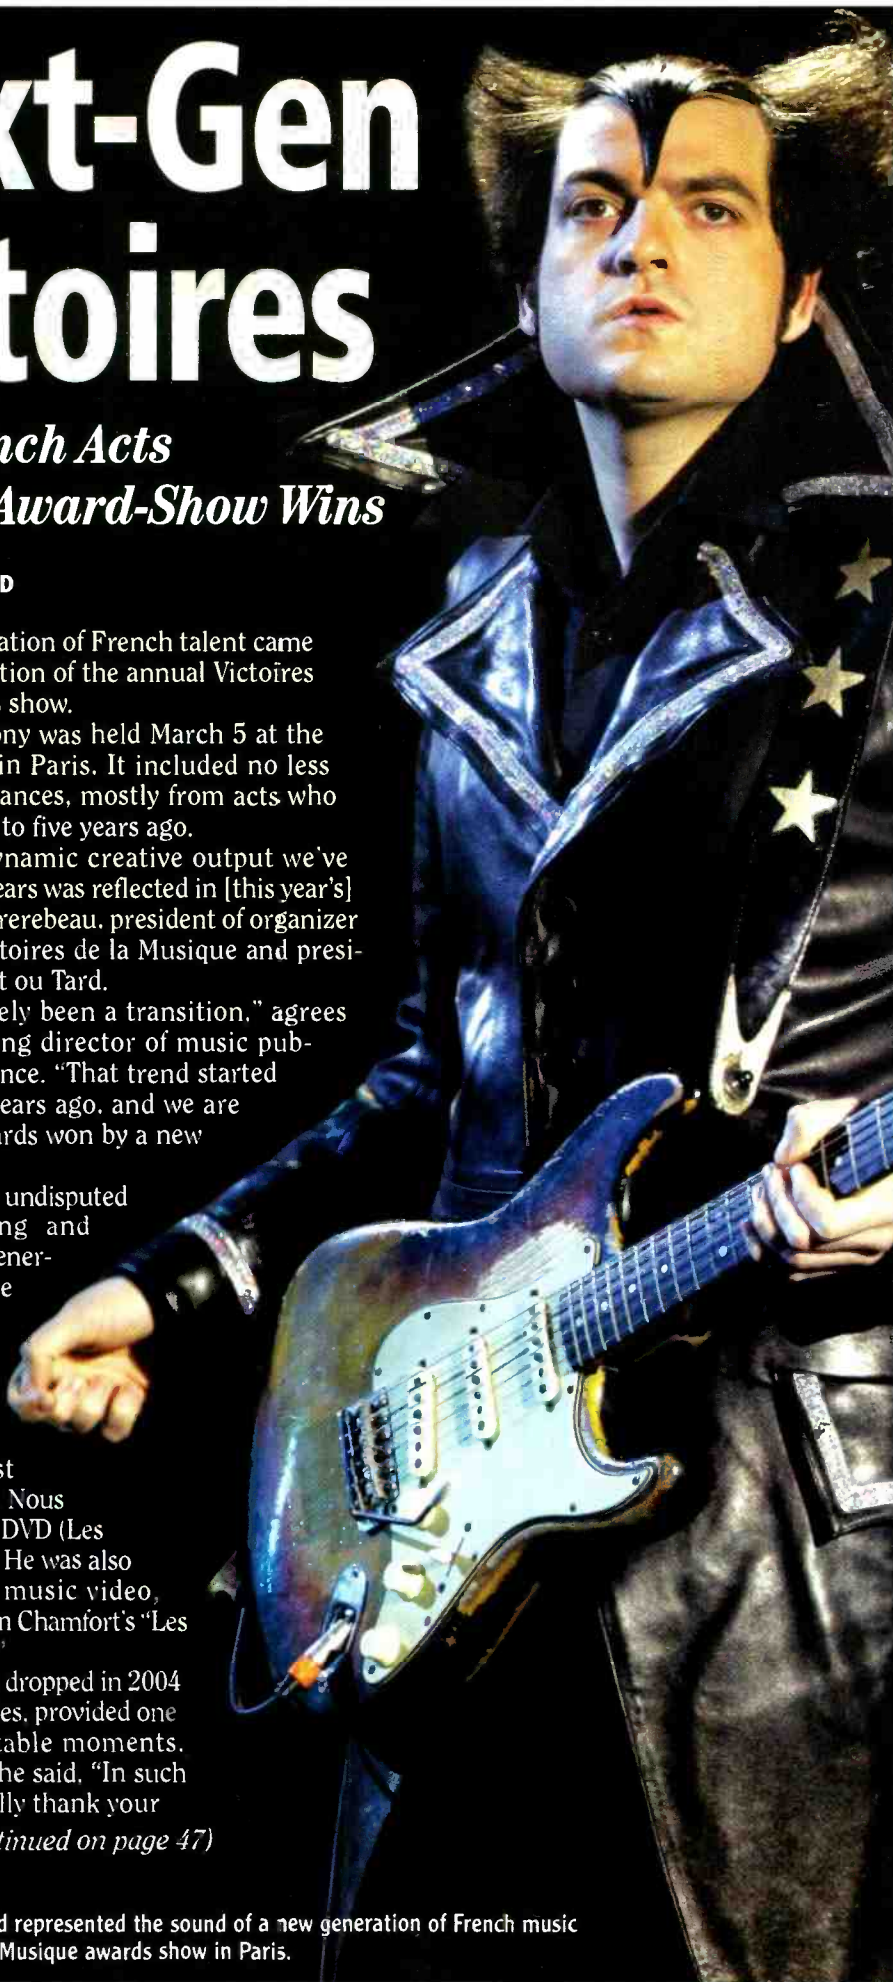 xt-Gen
toires
nch Acts
Award-Show Wins
D
ation of French talent came
tion of the annual Victoires
show.
ony was held March 5 at the
in Paris. It included no less
ances, mostly from acts who
to five years ago.
ynamic creative output we've
ears was reflected in [this year's]
rerebeau, president of organizer
toires de la Musique and presi-
t ou Tard.
ely been a transition," agrees
ng director of music pub-
nce. "That trend started
ears ago, and we are
rds won by a new
undisputed
ng and
ener-
e
st
Nous
DVD (Les
He was also
music video,
n Chamfort's "Les
dropped in 2004
es, provided one
table moments.
he said, "In such
lly thank your
tinued on page 47)
d represented the sound of a new generation of French music
Musique awards show in Paris.